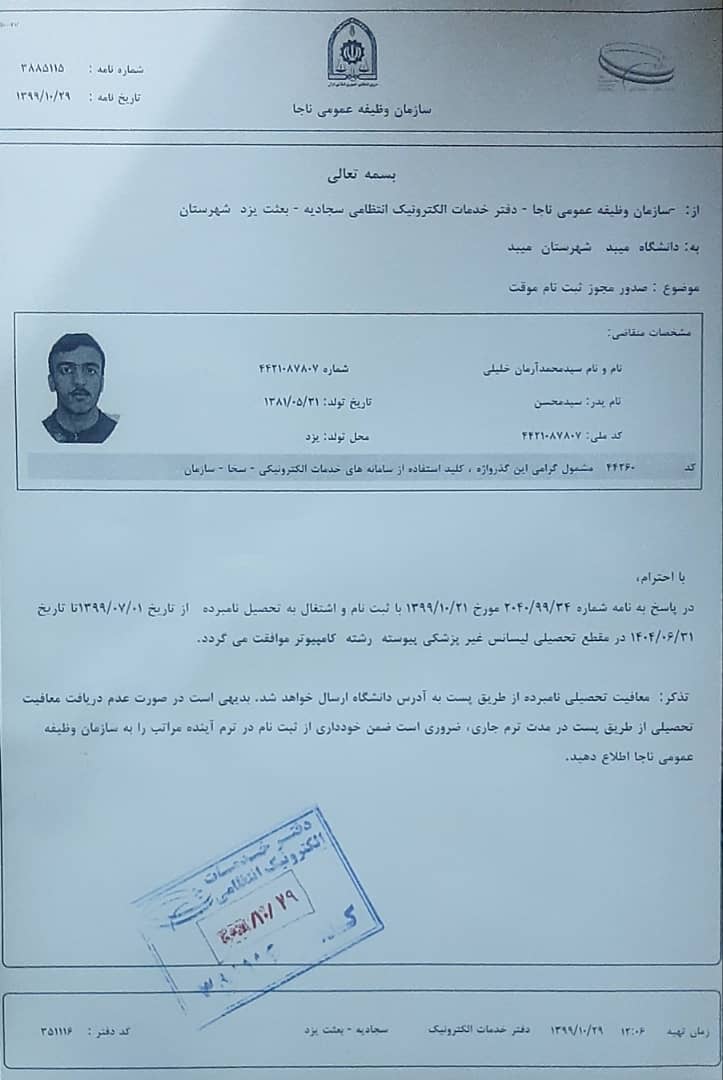 شماره نامه : ۳۸۸۵۱۱۵
تاریخ نامه : ۱۳۹۹/۱۰/۲۹
سازمان وظیفه عمومی ناجا
بسمه تعالی
از: سازمان وظیفه عمومی ناجا - دفتر خدمات الکترونیک انتظامی سجادیه - بعثت یزد شهرستان
به: دانشگاه میبد شهرستان میبد
موضوع : صدور مجوز ثبت نام موقت
مشخصات متقاضی:
نام و نام سیدمحمدآرمان خلیلی شماره ۴۴۲۱۰۸۷۸۰۷
نام پدر: سیدمحسن تاریخ تولد: ۱۳۸۱/۰۵/۳۱
کد ملی: ۴۴۲۱۰۸۷۸۰۷ محل تولد: یزد
کد ۴۴۲۶۰ مشمول گرامی این گذرواژه ، کلید استفاده از سامانه های خدمات الکترونیکی - سخا - سازمان
با احترام،
در پاسخ به نامه شماره ۲۰۴۰/۹۹/۳۴ مورخ ۱۳۹۹/۱۰/۲۱ با ثبت نام و اشتغال به تحصیل نامبرده از تاریخ ۱۳۹۹/۰۷/۰۱تا تاریخ
۱۴۰۴/۰۶/۳۱ در مقطع تحصیلی لیسانس غیر پزشکی پیوسته رشته کامپیوتر موافقت می گردد.
تذکر: معافیت تحصیلی نامبرده از طریق پست به آدرس دانشگاه ارسال خواهد شد. بدیهی است در صورت عدم دریافت معافیت
تحصیلی از طریق پست در مدت ترم جاری، ضروری است ضمن خودداری از ثبت نام در ترم آینده مراتب را به سازمان وظیفه
عمومی ناجا اطلاع دهید.
دفتر خدمات
الکترونیک انتظامی
۱۰/۲۹
زمان تهیه ۱۲:۰۶ ۱۳۹۹/۱۰/۲۹ دفتر خدمات الکترونیک سجادیه - بعثت یزد کد دفتر : ۳۵۱۱۱۶